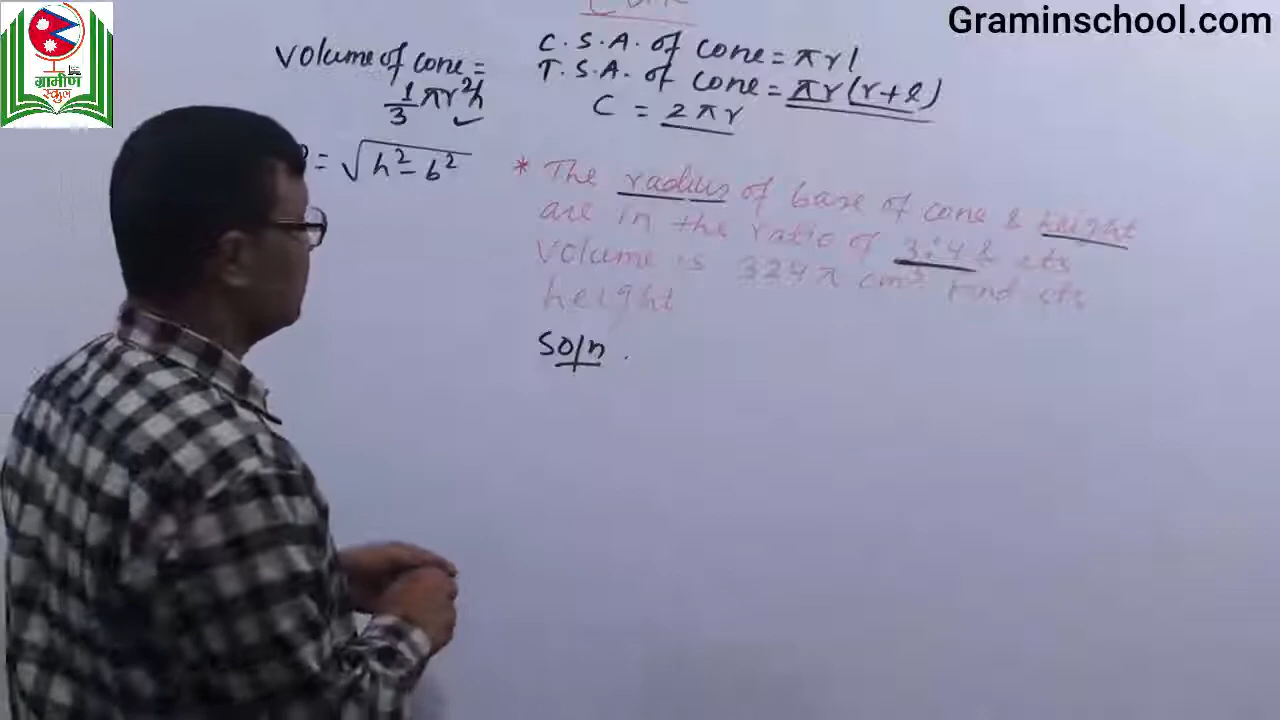 Graminschool.com
ग्रामीण
स्कुल
Cone
Volume of cone =
1/3 πr²h
C.S.A. of cone = πrl
T.S.A. of cone = πr(r+l)
C = 2πr
= √h²-b²
* The radius of base of cone & height
are in the ratio of 3:4 & its
volume is 324π cm³ Find its
height
Soln.